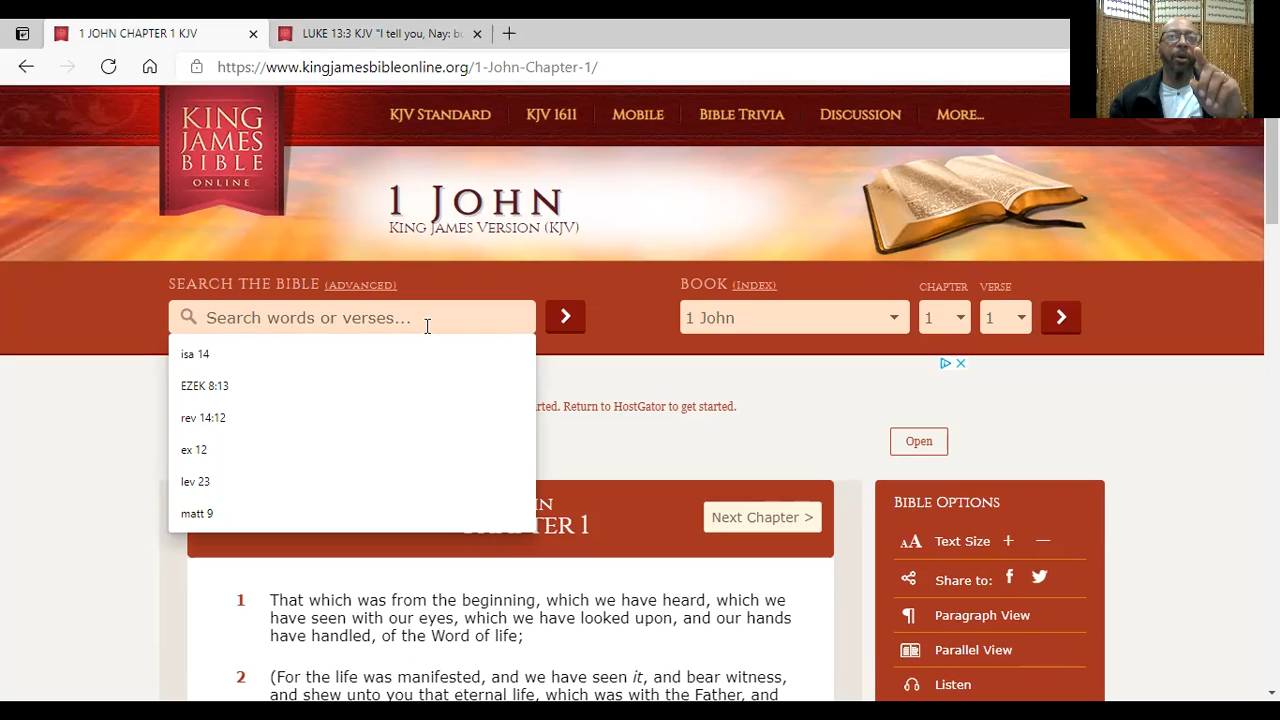 1 JOHN CHAPTER 1 KJV
LUKE 13:3 KJV "I tell you, Nay: bu
https://www.kingjamesbibleonline.org/1-John-Chapter-1/
KING
JAMES
BIBLE
ONLINE
KJV STANDARD
KJV 1611
MOBILE
BIBLE TRIVIA
DISCUSSION
MORE...
1 JOHN
KING JAMES VERSION (KJV)
SEARCH THE BIBLE (ADVANCED)
BOOK (INDEX)
CHAPTER
VERSE
Search words or verses...
1 John
1
1
isa 14
EZEK 8:13
rev 14:12
ex 12
lev 23
matt 9
rted. Return to HostGator to get started.
Open
Next Chapter >
BIBLE OPTIONS
AA Text Size + —
Share to:
Paragraph View
Parallel View
Listen
1 That which was from the beginning, which we have heard, which we
have seen with our eyes, which we have looked upon, and our hands
have handled, of the Word of life;
2 (For the life was manifested, and we have seen it, and bear witness,
and shew unto you that eternal life, which was with the Father, and